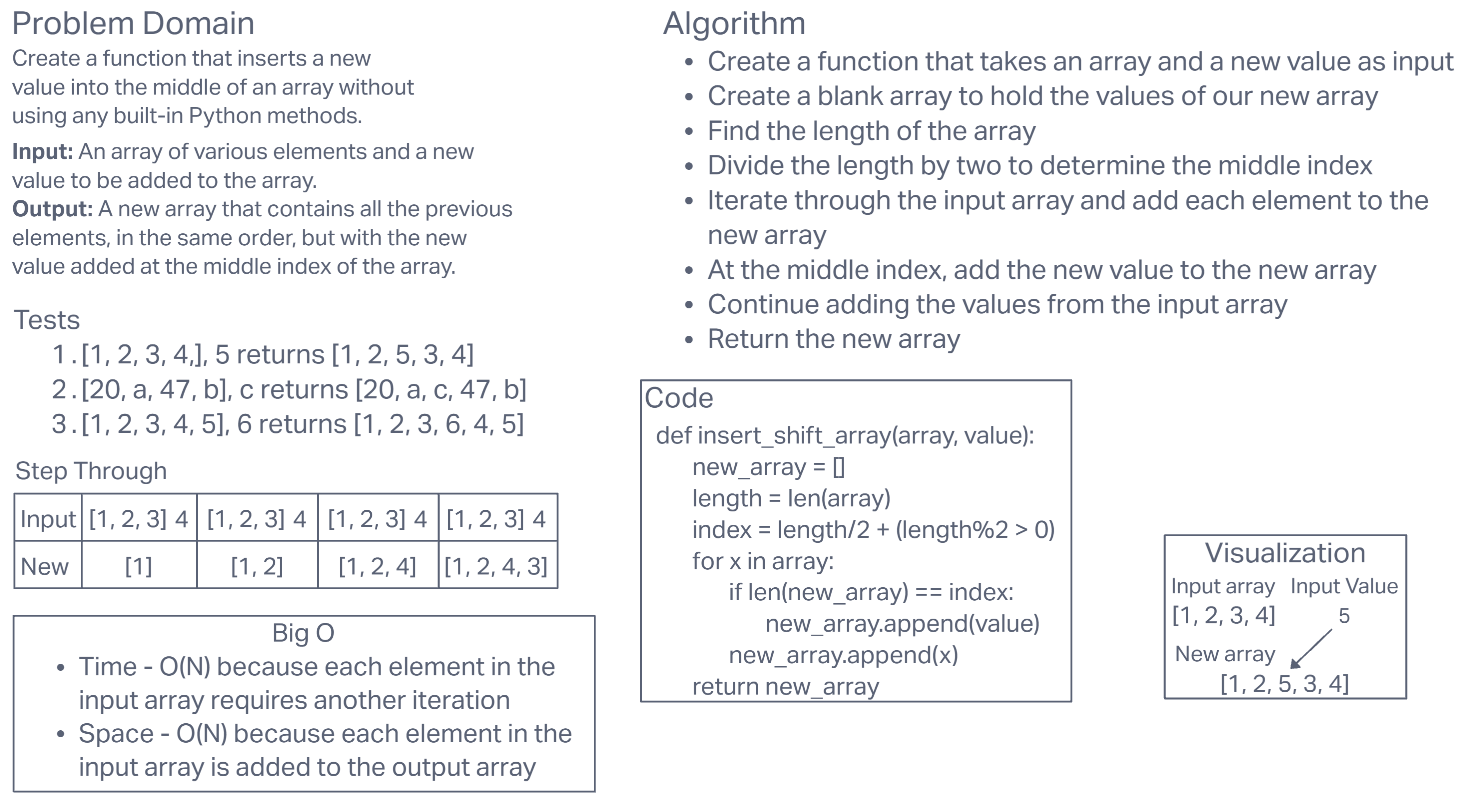 Problem Domain
Create a function that inserts a new
value into the middle of an array without
using any built-in Python methods.
Input: An array of various elements and a new
value to be added to the array.
Output: A new array that contains all the previous
elements, in the same order, but with the new
value added at the middle index of the array.
Tests
1. [1, 2, 3, 4,], 5 returns [1, 2, 5, 3, 4]
2. [20, a, 47, b], c returns [20, a, c, 47, b]
3. [1, 2, 3, 4, 5], 6 returns [1, 2, 3, 6, 4, 5]
Step Through
Input [1, 2, 3] 4 [1, 2, 3] 4 [1, 2, 3] 4 [1, 2, 3] 4
New [1] [1, 2] [1, 2, 4] [1, 2, 4, 3]
Big O
• Time - O(N) because each element in the
input array requires another iteration
• Space - O(N) because each element in the
input array is added to the output array
Algorithm
• Create a function that takes an array and a new value as input
• Create a blank array to hold the values of our new array
• Find the length of the array
• Divide the length by two to determine the middle index
• Iterate through the input array and add each element to the
new array
• At the middle index, add the new value to the new array
• Continue adding the values from the input array
• Return the new array
Code
def insert_shift_array(array, value):
new_array = []
length = len(array)
index = length/2 + (length%2 > 0)
for x in array:
if len(new_array) == index:
new_array.append(value)
new_array.append(x)
return new_array
Visualization
Input array Input Value
[1, 2, 3, 4] 5
New array
[1, 2, 5, 3, 4]